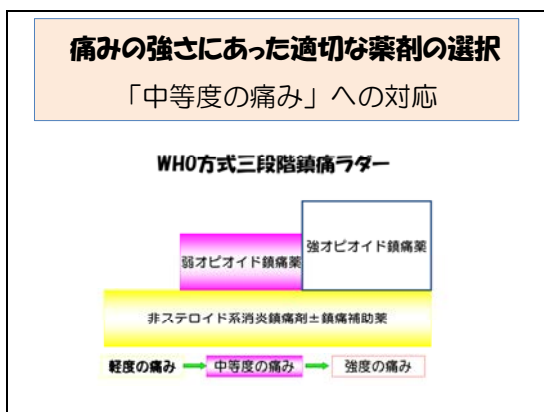 痛みの強さにあった適切な薬剤の選択
「中等度の痛み」への対応
WHO方式三段階鎮痛ラダー
強オピオイド鎮痛薬
弱オピオイド鎮痛薬
非ステロイド系消炎鎮痛剤±鎮痛補助薬
軽度の痛み 中等度の痛み 強度の痛み